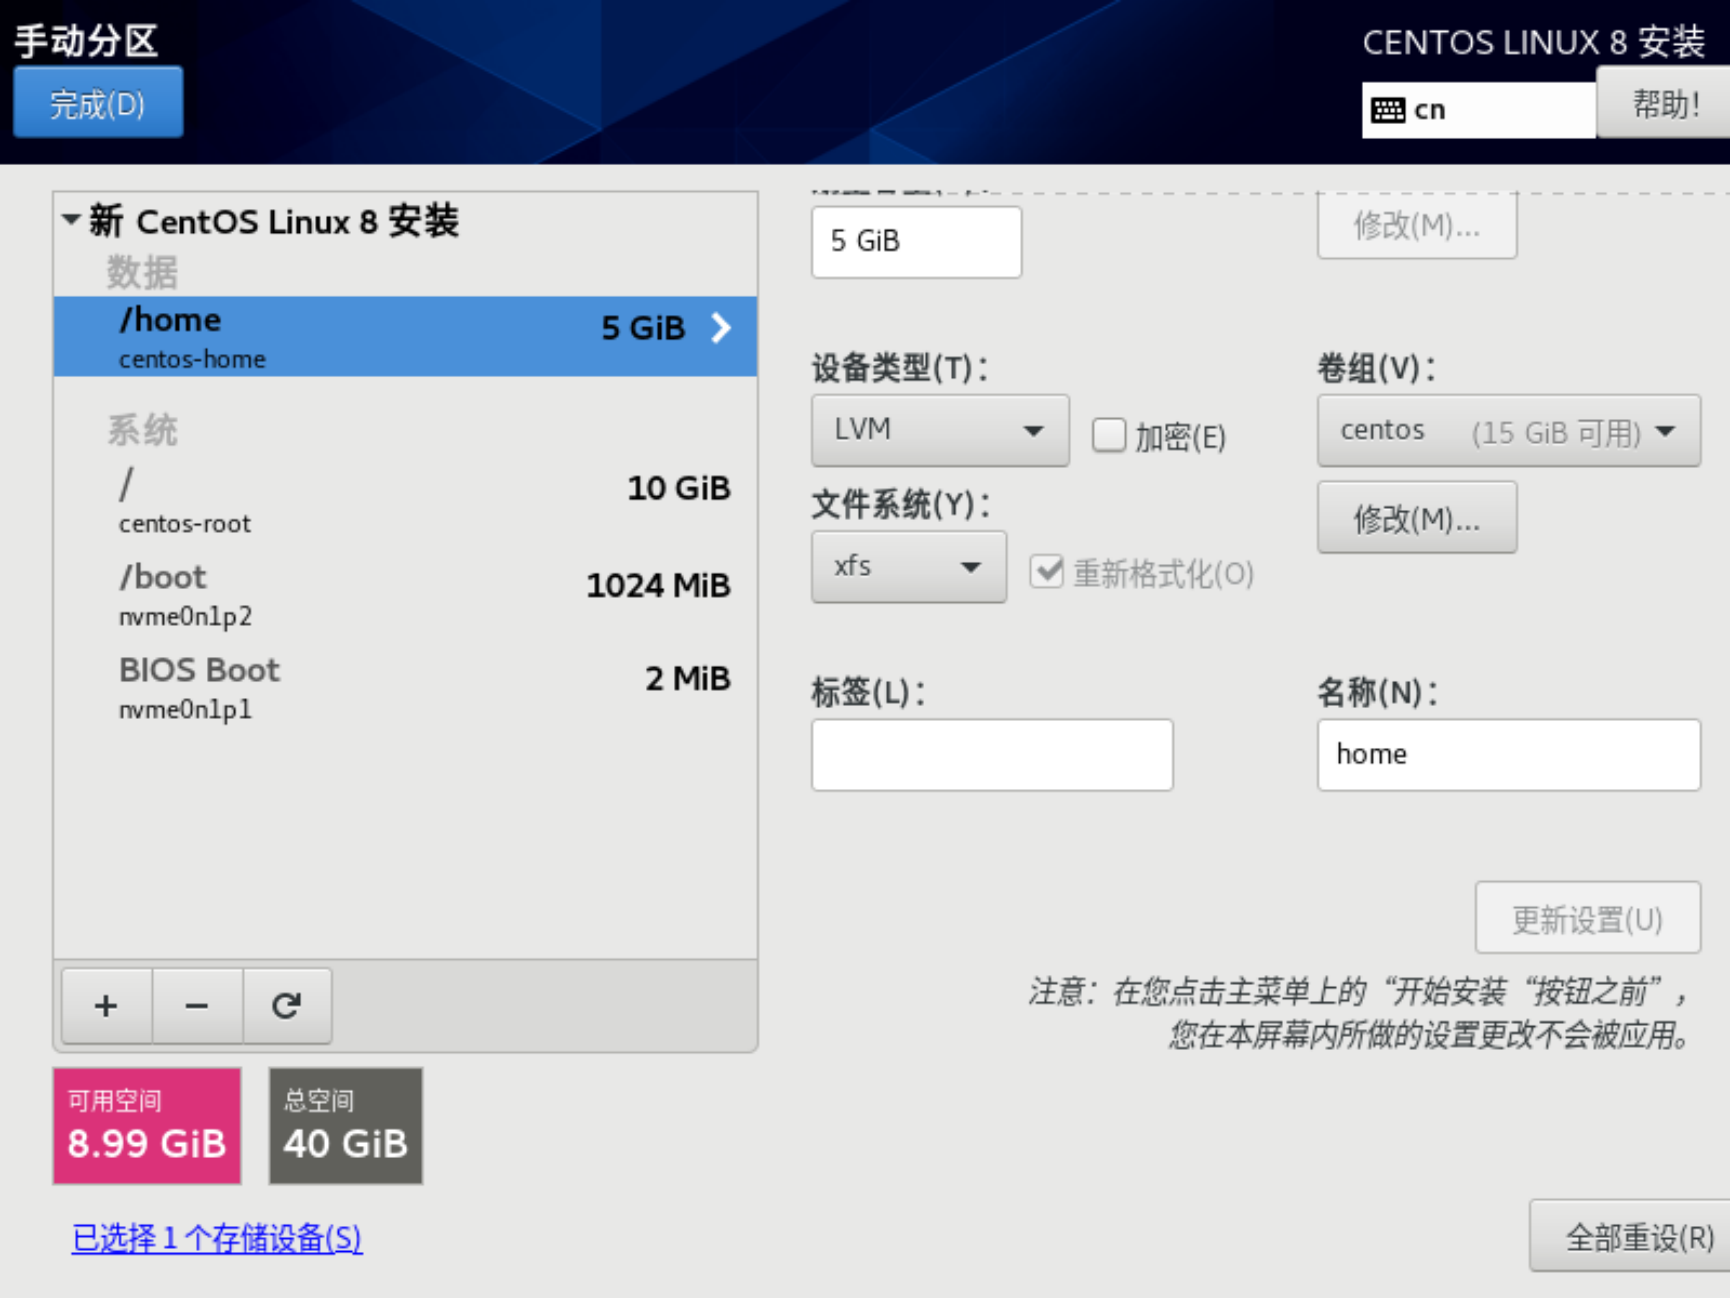 手动分区
完成(D)
CENTOS LINUX 8 安装
cn
帮助!
新 CentOS Linux 8 安装
数据
/home
centos-home
5 GiB
系统
/
centos-root
10 GiB
/boot
nvme0n1p2
1024 MiB
BIOS Boot
nvme0n1p1
2 MiB
+ −
可用空间
8.99 GiB
总空间
40 GiB
已选择 1 个存储设备(S)
5 GiB
修改(M)...
设备类型(T):
LVM
加密(E)
卷组(V):
centos (15 GiB 可用)
修改(M)...
文件系统(Y):
xfs
重新格式化(O)
标签(L):
名称(N):
home
更新设置(U)
注意: 在您点击主菜单上的“开始安装“按钮之前”,
您在本屏幕内所做的设置更改不会被应用。
全部重设(R)